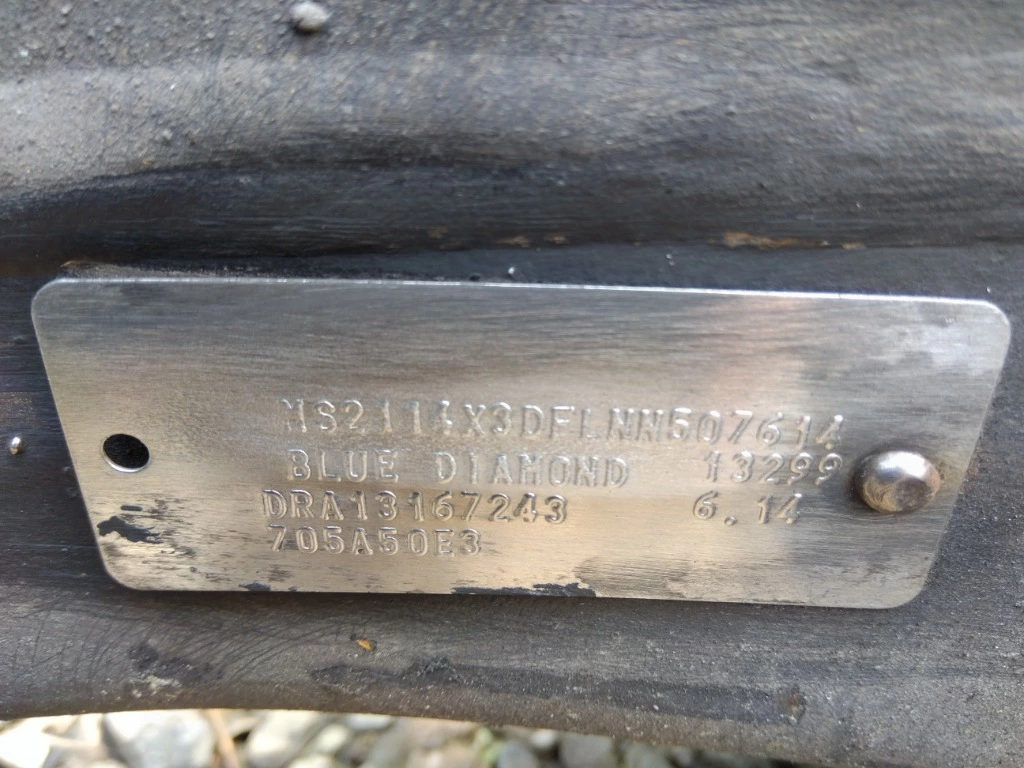 MS2114X3DFLNN507614
BLUE DIAMOND 13299
DRA13167243 6.14
705A50E3